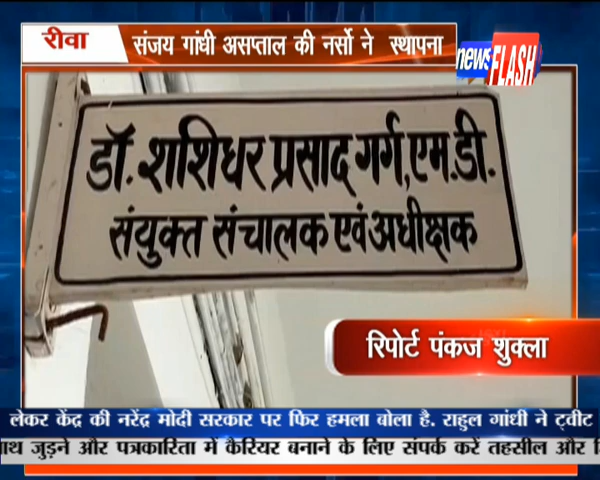 रीवा
संजय गांधी असप्ताल की नर्सो ने स्थापना
news
FLASH
डॉ. शशिधर प्रसाद गर्ग, एम.डी.
संयुक्त संचालक एवं अधीक्षक
रिपोर्ट पंकज शुक्ला
लेकर केंद्र की नरेंद्र मोदी सरकार पर फिर हमला बोला है. राहुल गांधी ने ट्वीट
जुड़ने और पत्रकारिता में कैरियर बनाने के लिए संपर्क करें तहसील और